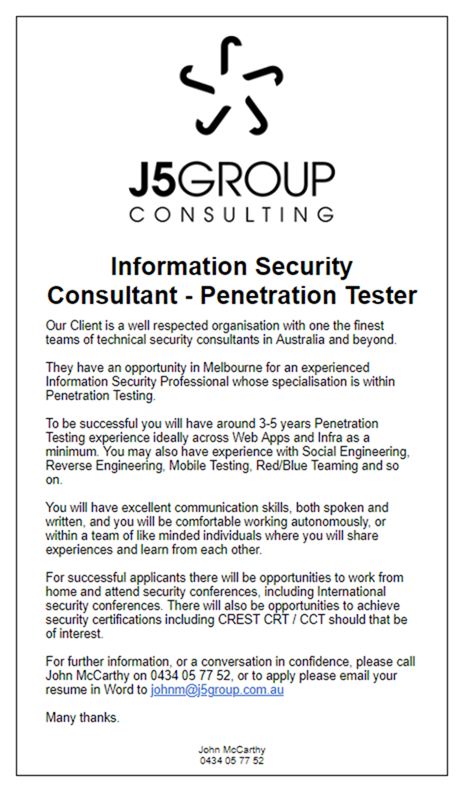 J5GROUP
CONSULTING
Information Security
Consultant - Penetration Tester
Our Client is a well respected organisation with one the finest
teams of technical security consultants in Australia and beyond.
They have an opportunity in Melbourne for an experienced
Information Security Professional whose specialisation is within
Penetration Testing.
To be successful you will have around 3-5 years Penetration
Testing experience ideally across Web Apps and Infra as a
minimum. You may also have experience with Social Engineering,
Reverse Engineering, Mobile Testing, Red/Blue Teaming and so
on.
You will have excellent communication skills, both spoken and
written, and you will be comfortable working autonomously, or
within a team of like minded individuals where you will share
experiences and learn from each other.
For successful applicants there will be opportunities to work from
home and attend security conferences, including International
security conferences. There will also be opportunities to achieve
security certifications including CREST CRT / CCT should that be
of interest.
For further information, or a conversation in confidence, please call
John McCarthy on 0434 05 77 52, or to apply please email your
resume in Word to johnm@j5group.com.au
Many thanks.
John McCarthy
0434 05 77 52